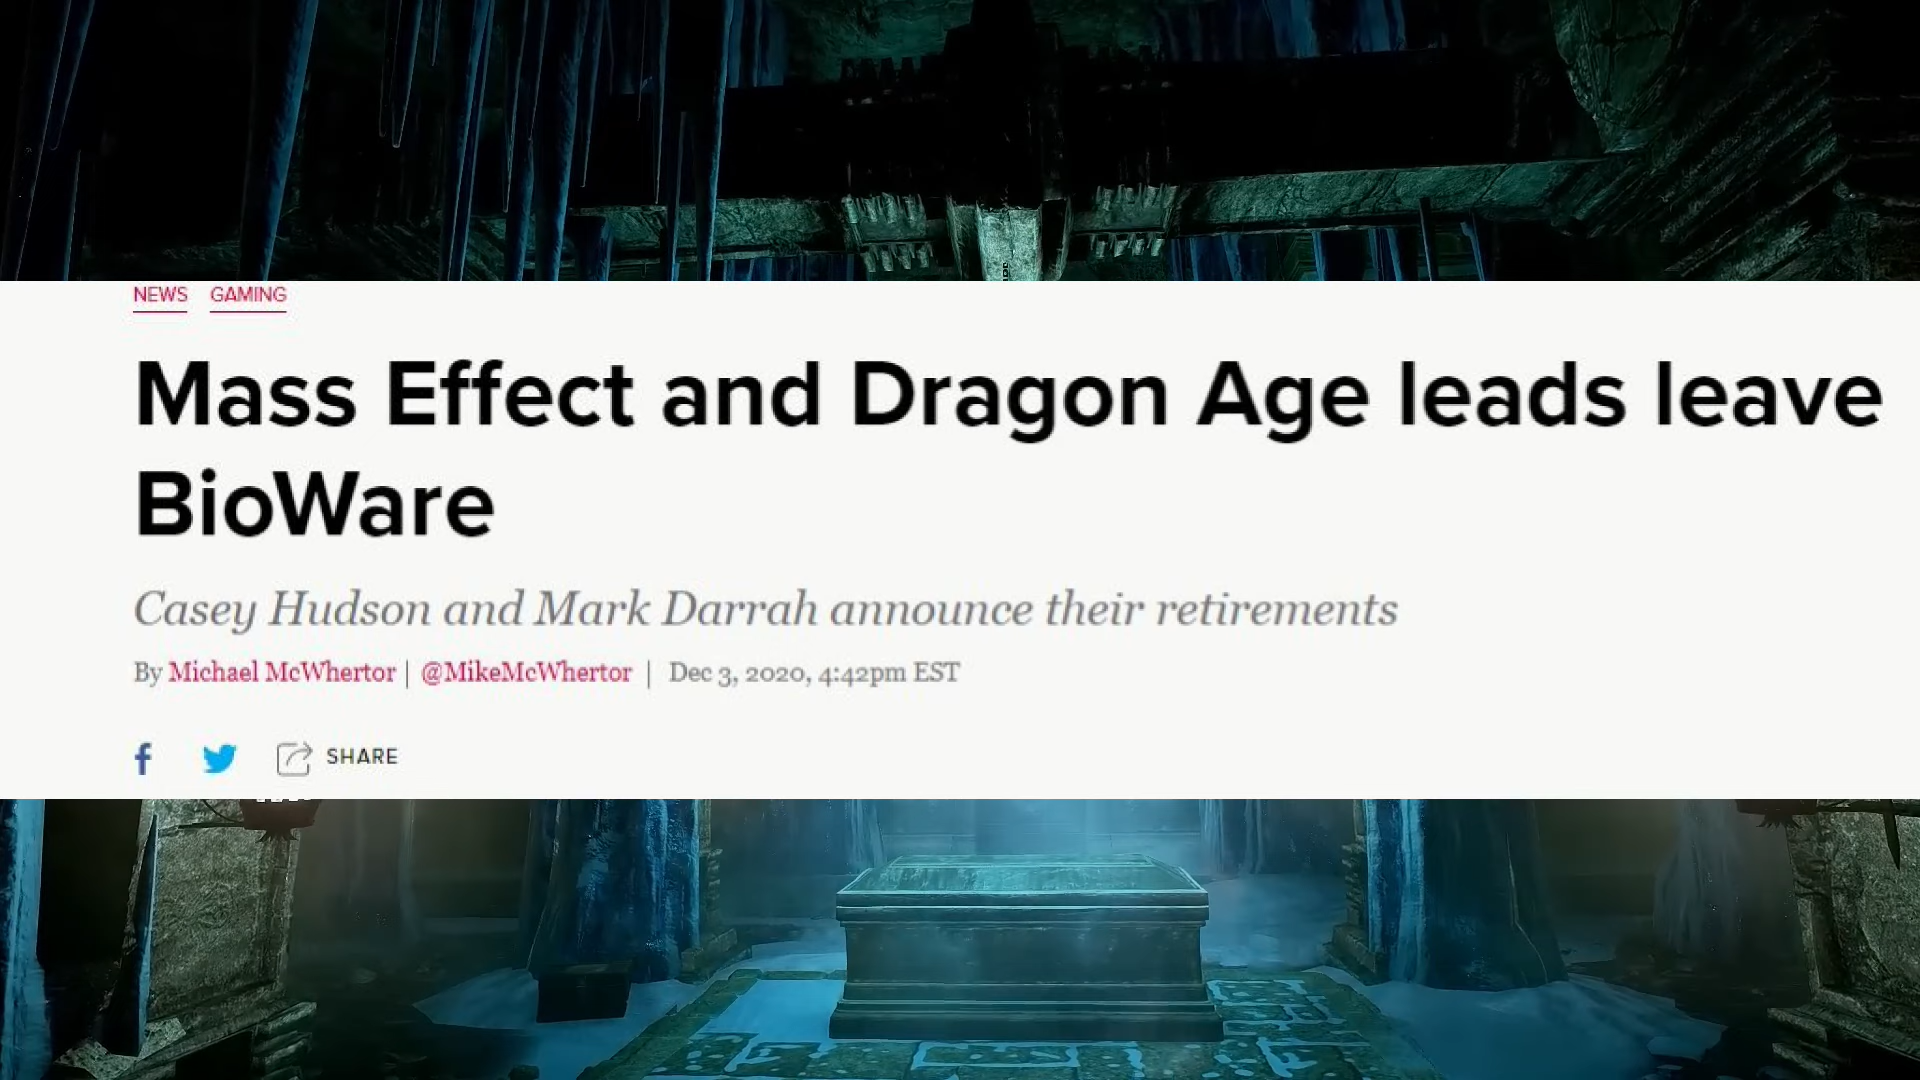 NEWS GAMING
Mass Effect and Dragon Age leads leave
BioWare
Casey Hudson and Mark Darrah announce their retirements
By Michael McWhertor | @MikeMcWhertor | Dec 3, 2020, 4:42pm EST
SHARE